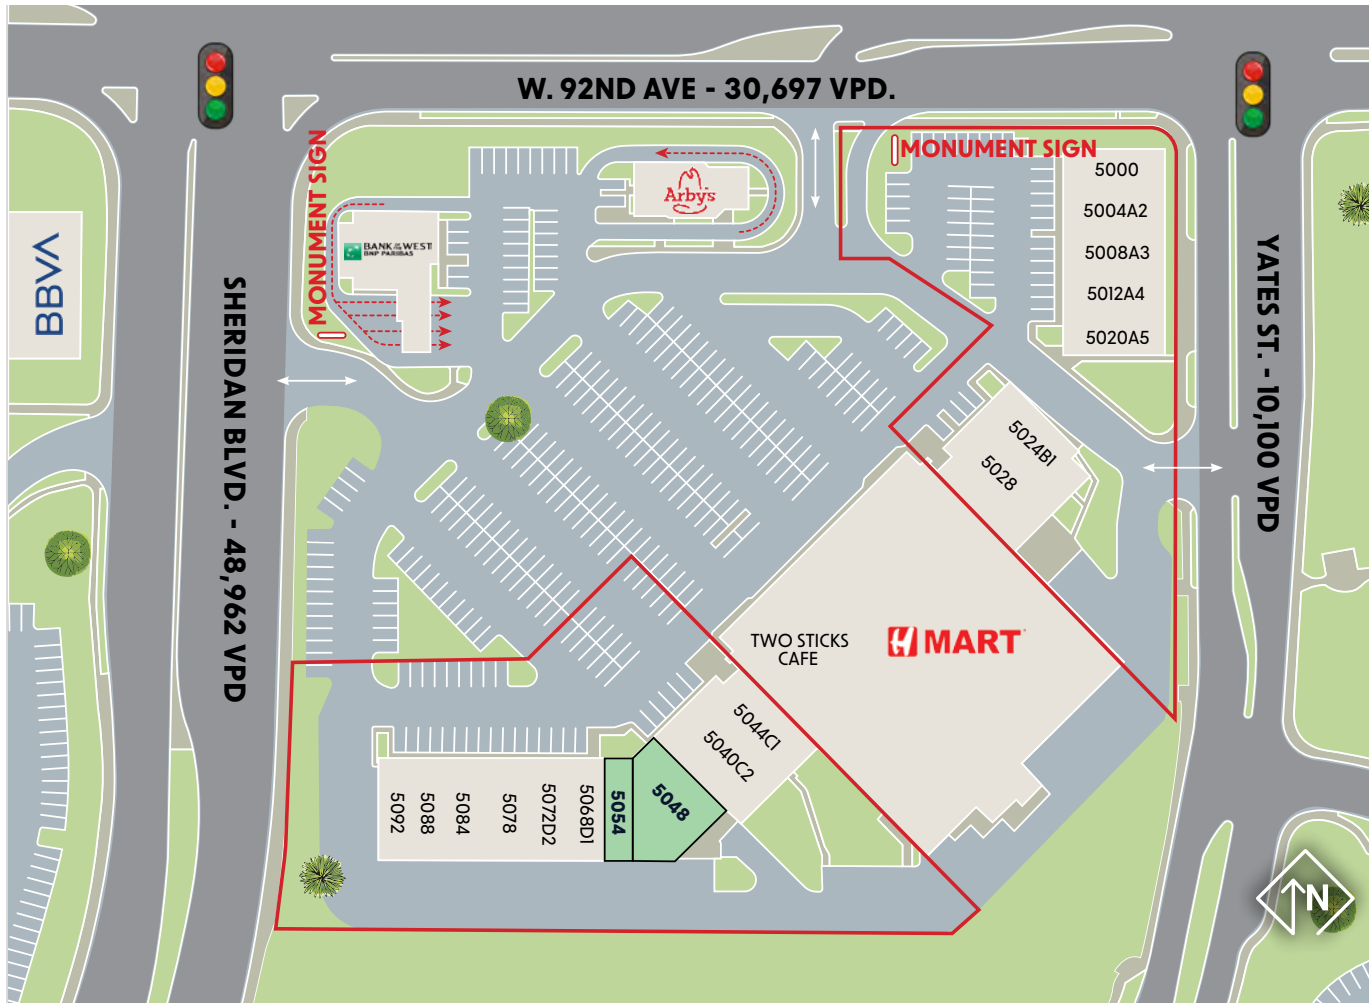 W. 92ND AVE - 30,697 VPD.
MONUMENT SIGN
MONUMENT SIGN
Arby's
BANK OF THE WEST
BNP PARIBAS
BBVA
SHERIDAN BLVD. - 48,962 VPD
YATES ST. - 10,100 VPD
5000
5004A2
5008A3
5012A4
5020A5
5024B1
5028
TWO STICKS
CAFE
H MART
5044C1
5040C2
5048
5054
5068D1
5072D2
5078
5084
5088
5092
N